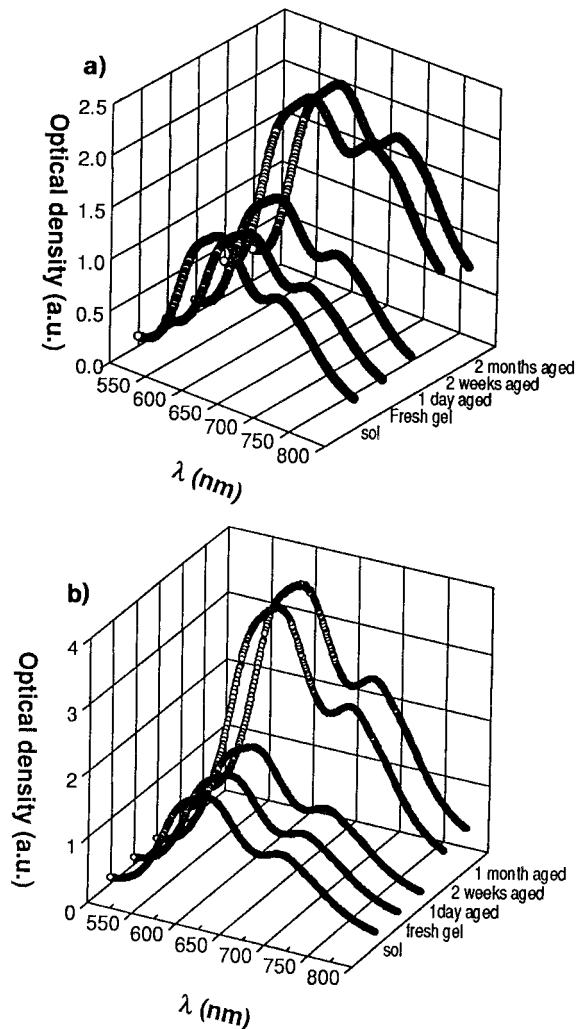 a)
Optical density (a.u.)
2.5
2.0
1.5
1.0
0.5
0.0
550
600
650
700
750
800
λ (nm)
2 months aged
2 weeks aged
1 day aged
Fresh gel
sol
b)
Optical density (a.u.)
4
3
2
1
0
550
600
650
700
750
800
λ (nm)
1 month aged
2 weeks aged
1day aged
fresh gel
sol